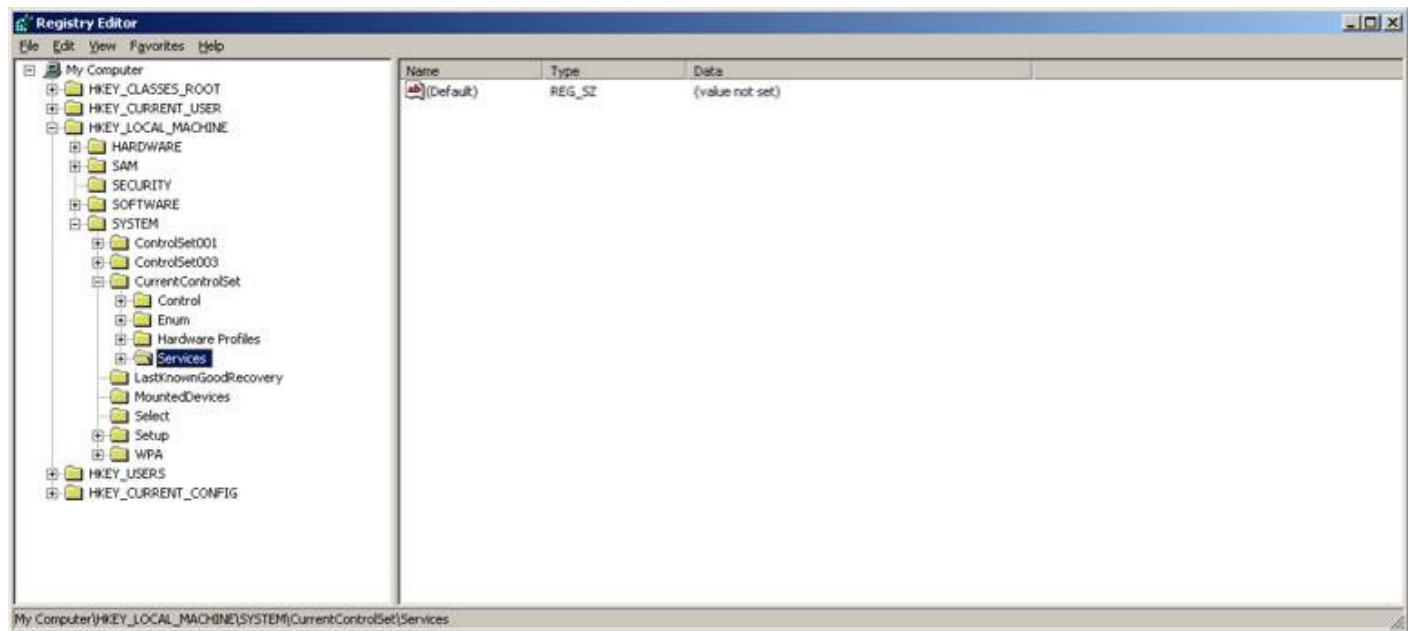 Registry Editor
File Edit View Favorites Help
My Computer
HKEY_CLASSES_ROOT
HKEY_CURRENT_USER
HKEY_LOCAL_MACHINE
HARDWARE
SAM
SECURITY
SOFTWARE
SYSTEM
ControlSet001
ControlSet003
CurrentControlSet
Control
Enum
Hardware Profiles
Services
LastKnownGoodRecovery
MountedDevices
Select
Setup
WPA
HKEY_USERS
HKEY_CURRENT_CONFIG
Name Type Data
ab (Default) REG_SZ (value not set)
My Computer\HKEY_LOCAL_MACHINE\SYSTEM\CurrentControlSet\Services